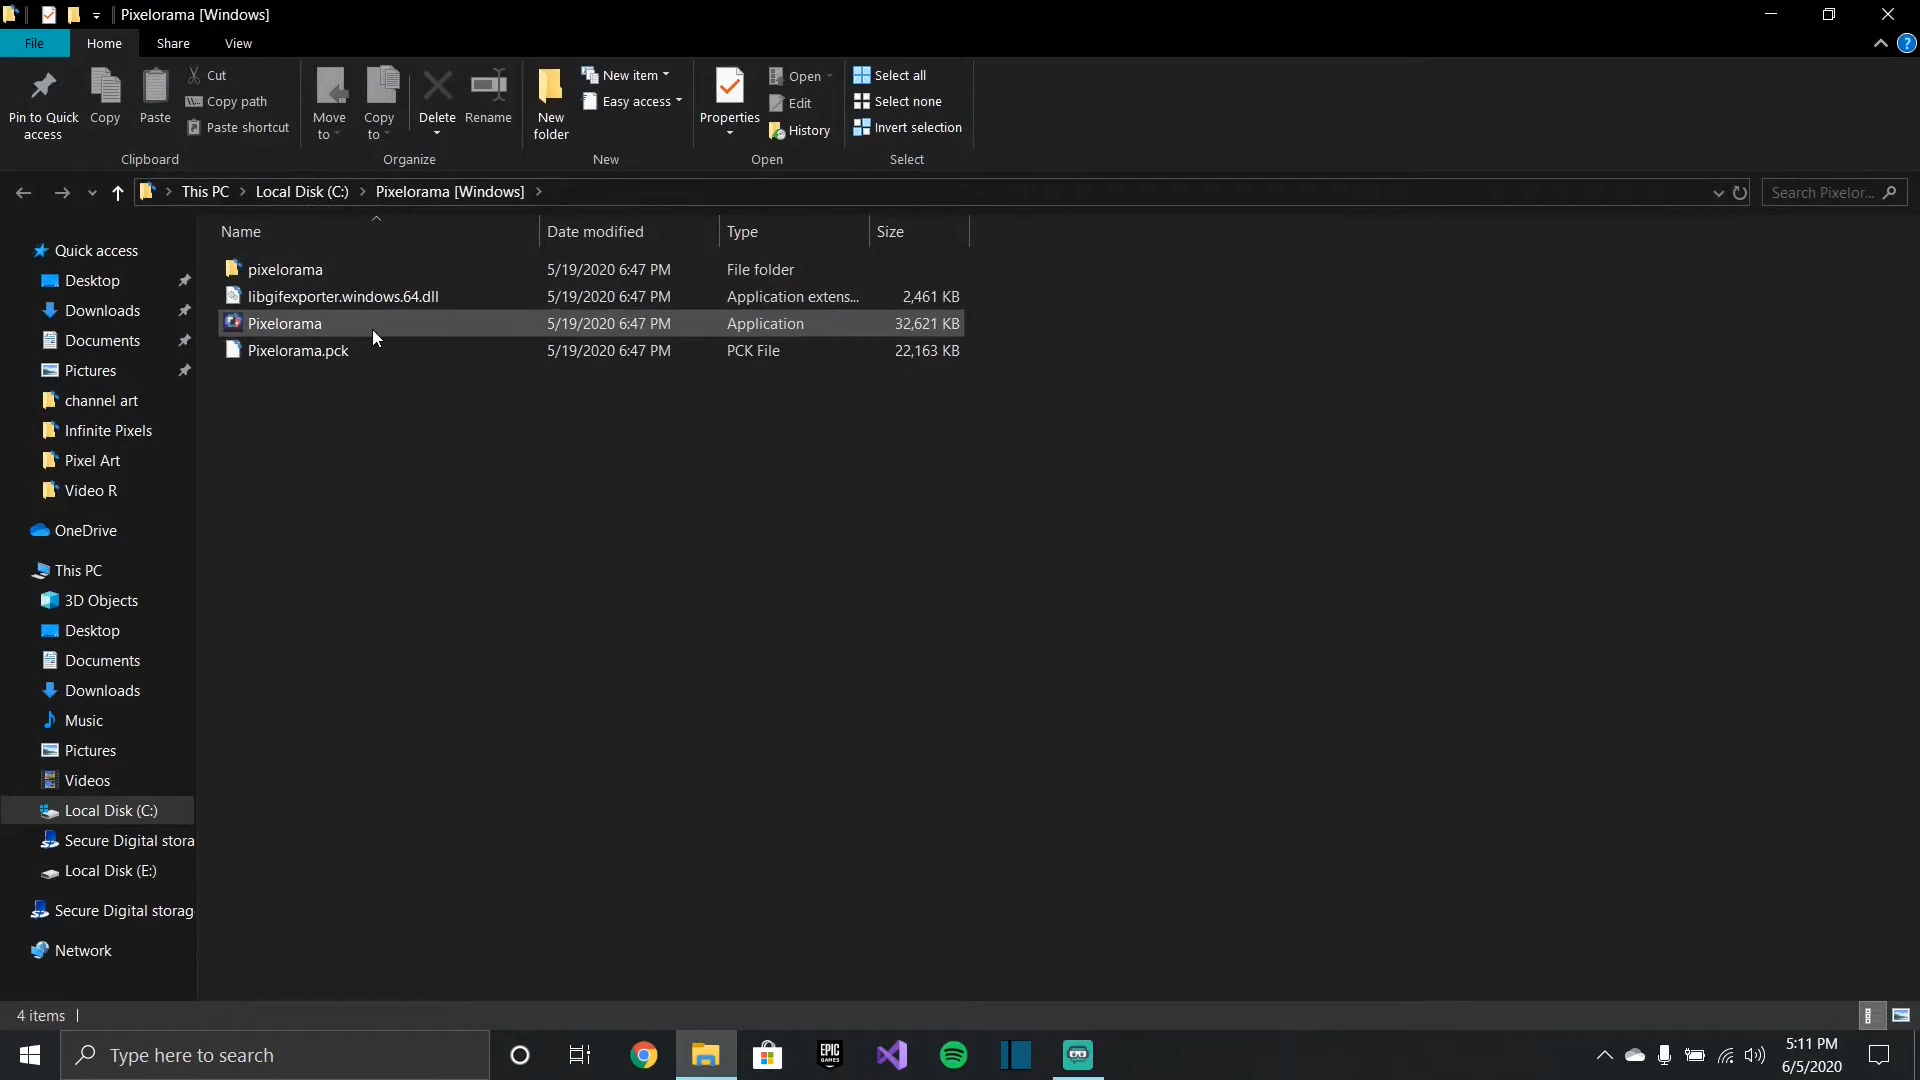 Pixelorama [Windows]
File Home Share View
Pin to Quick access
Copy
Paste
Cut
Copy path
Paste shortcut
Clipboard
Move to
Copy to
Delete
Rename
Organize
New folder
New item
Easy access
New
Properties
Open
Edit
History
Open
Select all
Select none
Invert selection
Select
This PC > Local Disk (C:) > Pixelorama [Windows] >
Search Pixelor...
Name Date modified Type Size
pixelorama 5/19/2020 6:47 PM File folder
libgifexporter.windows.64.dll 5/19/2020 6:47 PM Application extens... 2,461 KB
Pixelorama 5/19/2020 6:47 PM Application 32,621 KB
Pixelorama.pck 5/19/2020 6:47 PM PCK File 22,163 KB
Quick access
Desktop
Downloads
Documents
Pictures
channel art
Infinite Pixels
Pixel Art
Video R
OneDrive
This PC
3D Objects
Desktop
Documents
Downloads
Music
Pictures
Videos
Local Disk (C:)
Secure Digital stora
Local Disk (E:)
Secure Digital storag
Network
4 items
Type here to search
EPIC GAMES
5:11 PM
6/5/2020